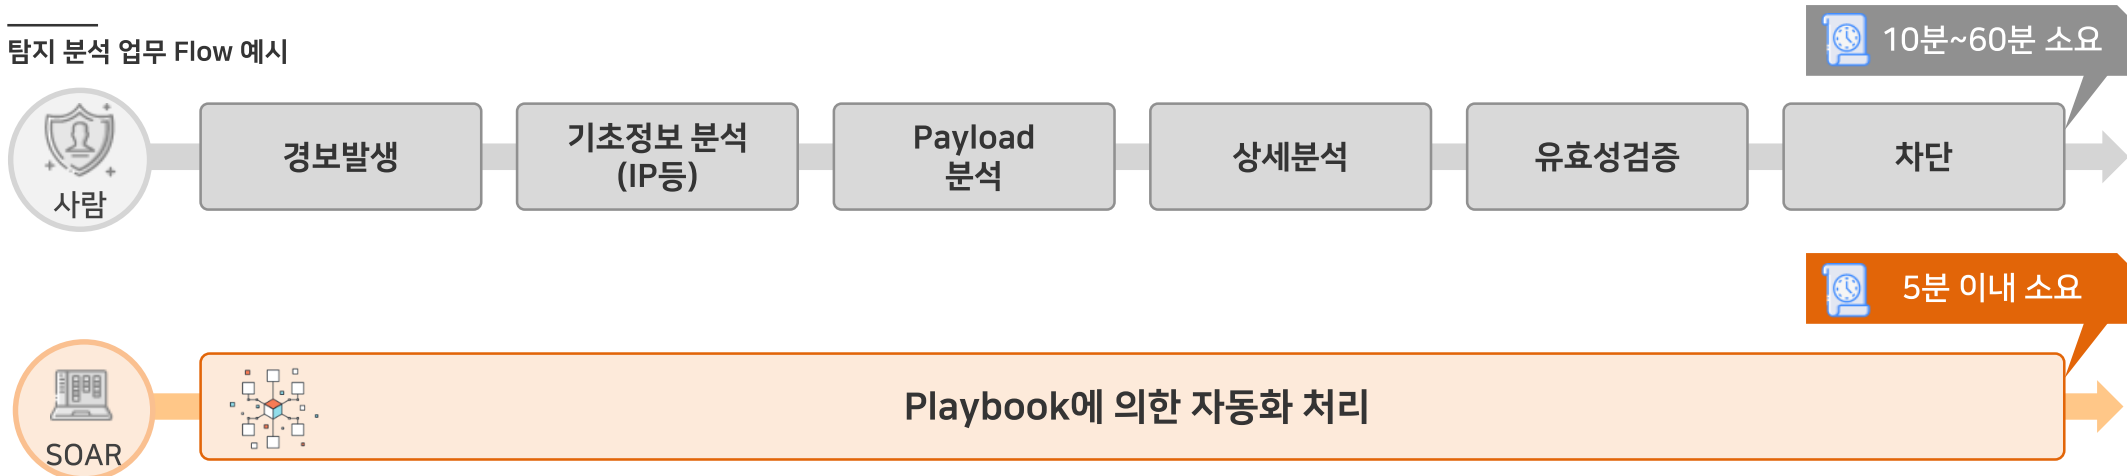 탐지 분석 업무 Flow 예시
10분~60분 소요
사람
경보발생
기초정보 분석
(IP등)
Payload
분석
상세분석
유효성검증
차단
5분 이내 소요
SOAR
Playbook에 의한 자동화 처리